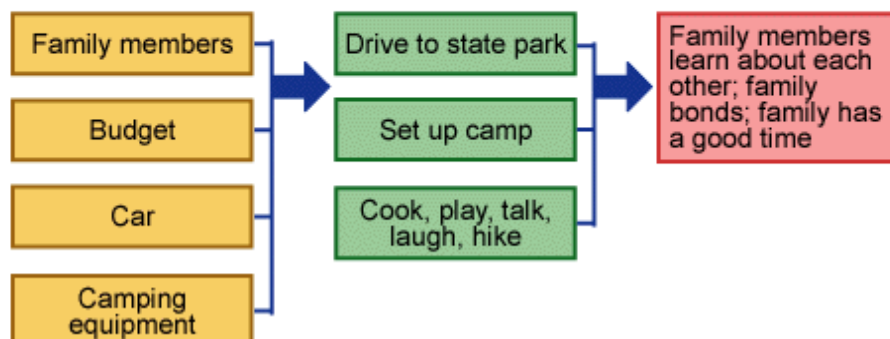 Family members
Budget
Car
Camping
equipment
Drive to state park
Set up camp
Cook, play, talk,
laugh, hike
Family members
learn about each
other; family
bonds; family has
a good time